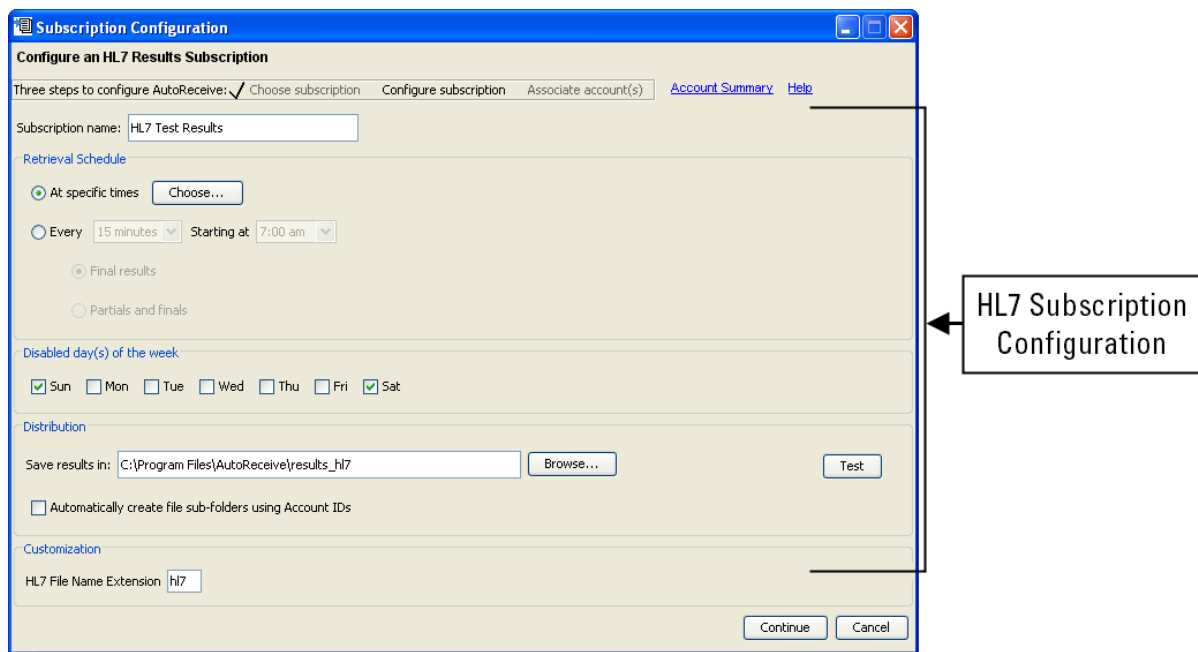 Subscription Configuration
Configure an HL7 Results Subscription
Three steps to configure AutoReceive: Choose subscription Configure subscription Associate account(s) Account Summary Help
Subscription name: HL7 Test Results
Retrieval Schedule
At specific times Choose...
Every 15 minutes Starting at 7:00 am
Final results
Partials and finals
HL7 Subscription
Configuration
Disabled day(s) of the week
Sun Mon Tue Wed Thu Fri Sat
Distribution
Save results in: C:\Program Files\AutoReceive\results_hl7 Browse... Test
Automatically create file sub-folders using Account IDs
Customization
HL7 File Name Extension hl7
Continue Cancel